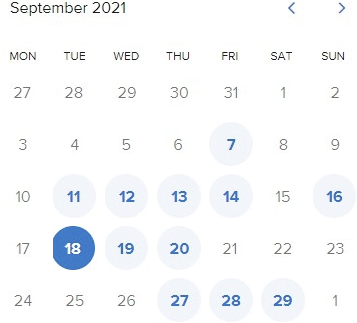 September 2021
MON TUE WED THU FRI SAT SUN
27 28 29 30 31 1 2
3 4 5 6 7 8 9
10 11 12 13 14 15 16
17 18 19 20 21 22 23
24 25 26 27 28 29 1